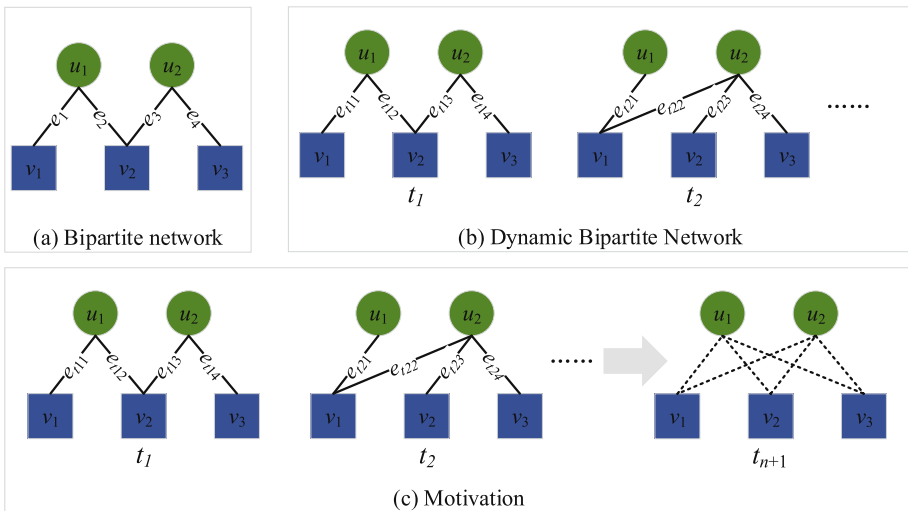 u1 u2
e1 e2 e3 e4
v1 v2 v3
(a) Bipartite network
u1 u2 u1 u2
et11 et12 et13 et14 et21 et22 et23 et24 ......
v1 v2 v3 v1 v2 v3
t1 t2
(b) Dynamic Bipartite Network
u1 u2 u1 u2 u1 u2
et11 et12 et13 et14 et21 et22 et23 et24 ......
v1 v2 v3 v1 v2 v3 v1 v2 v3
t1 t2 tn+1
(c) Motivation